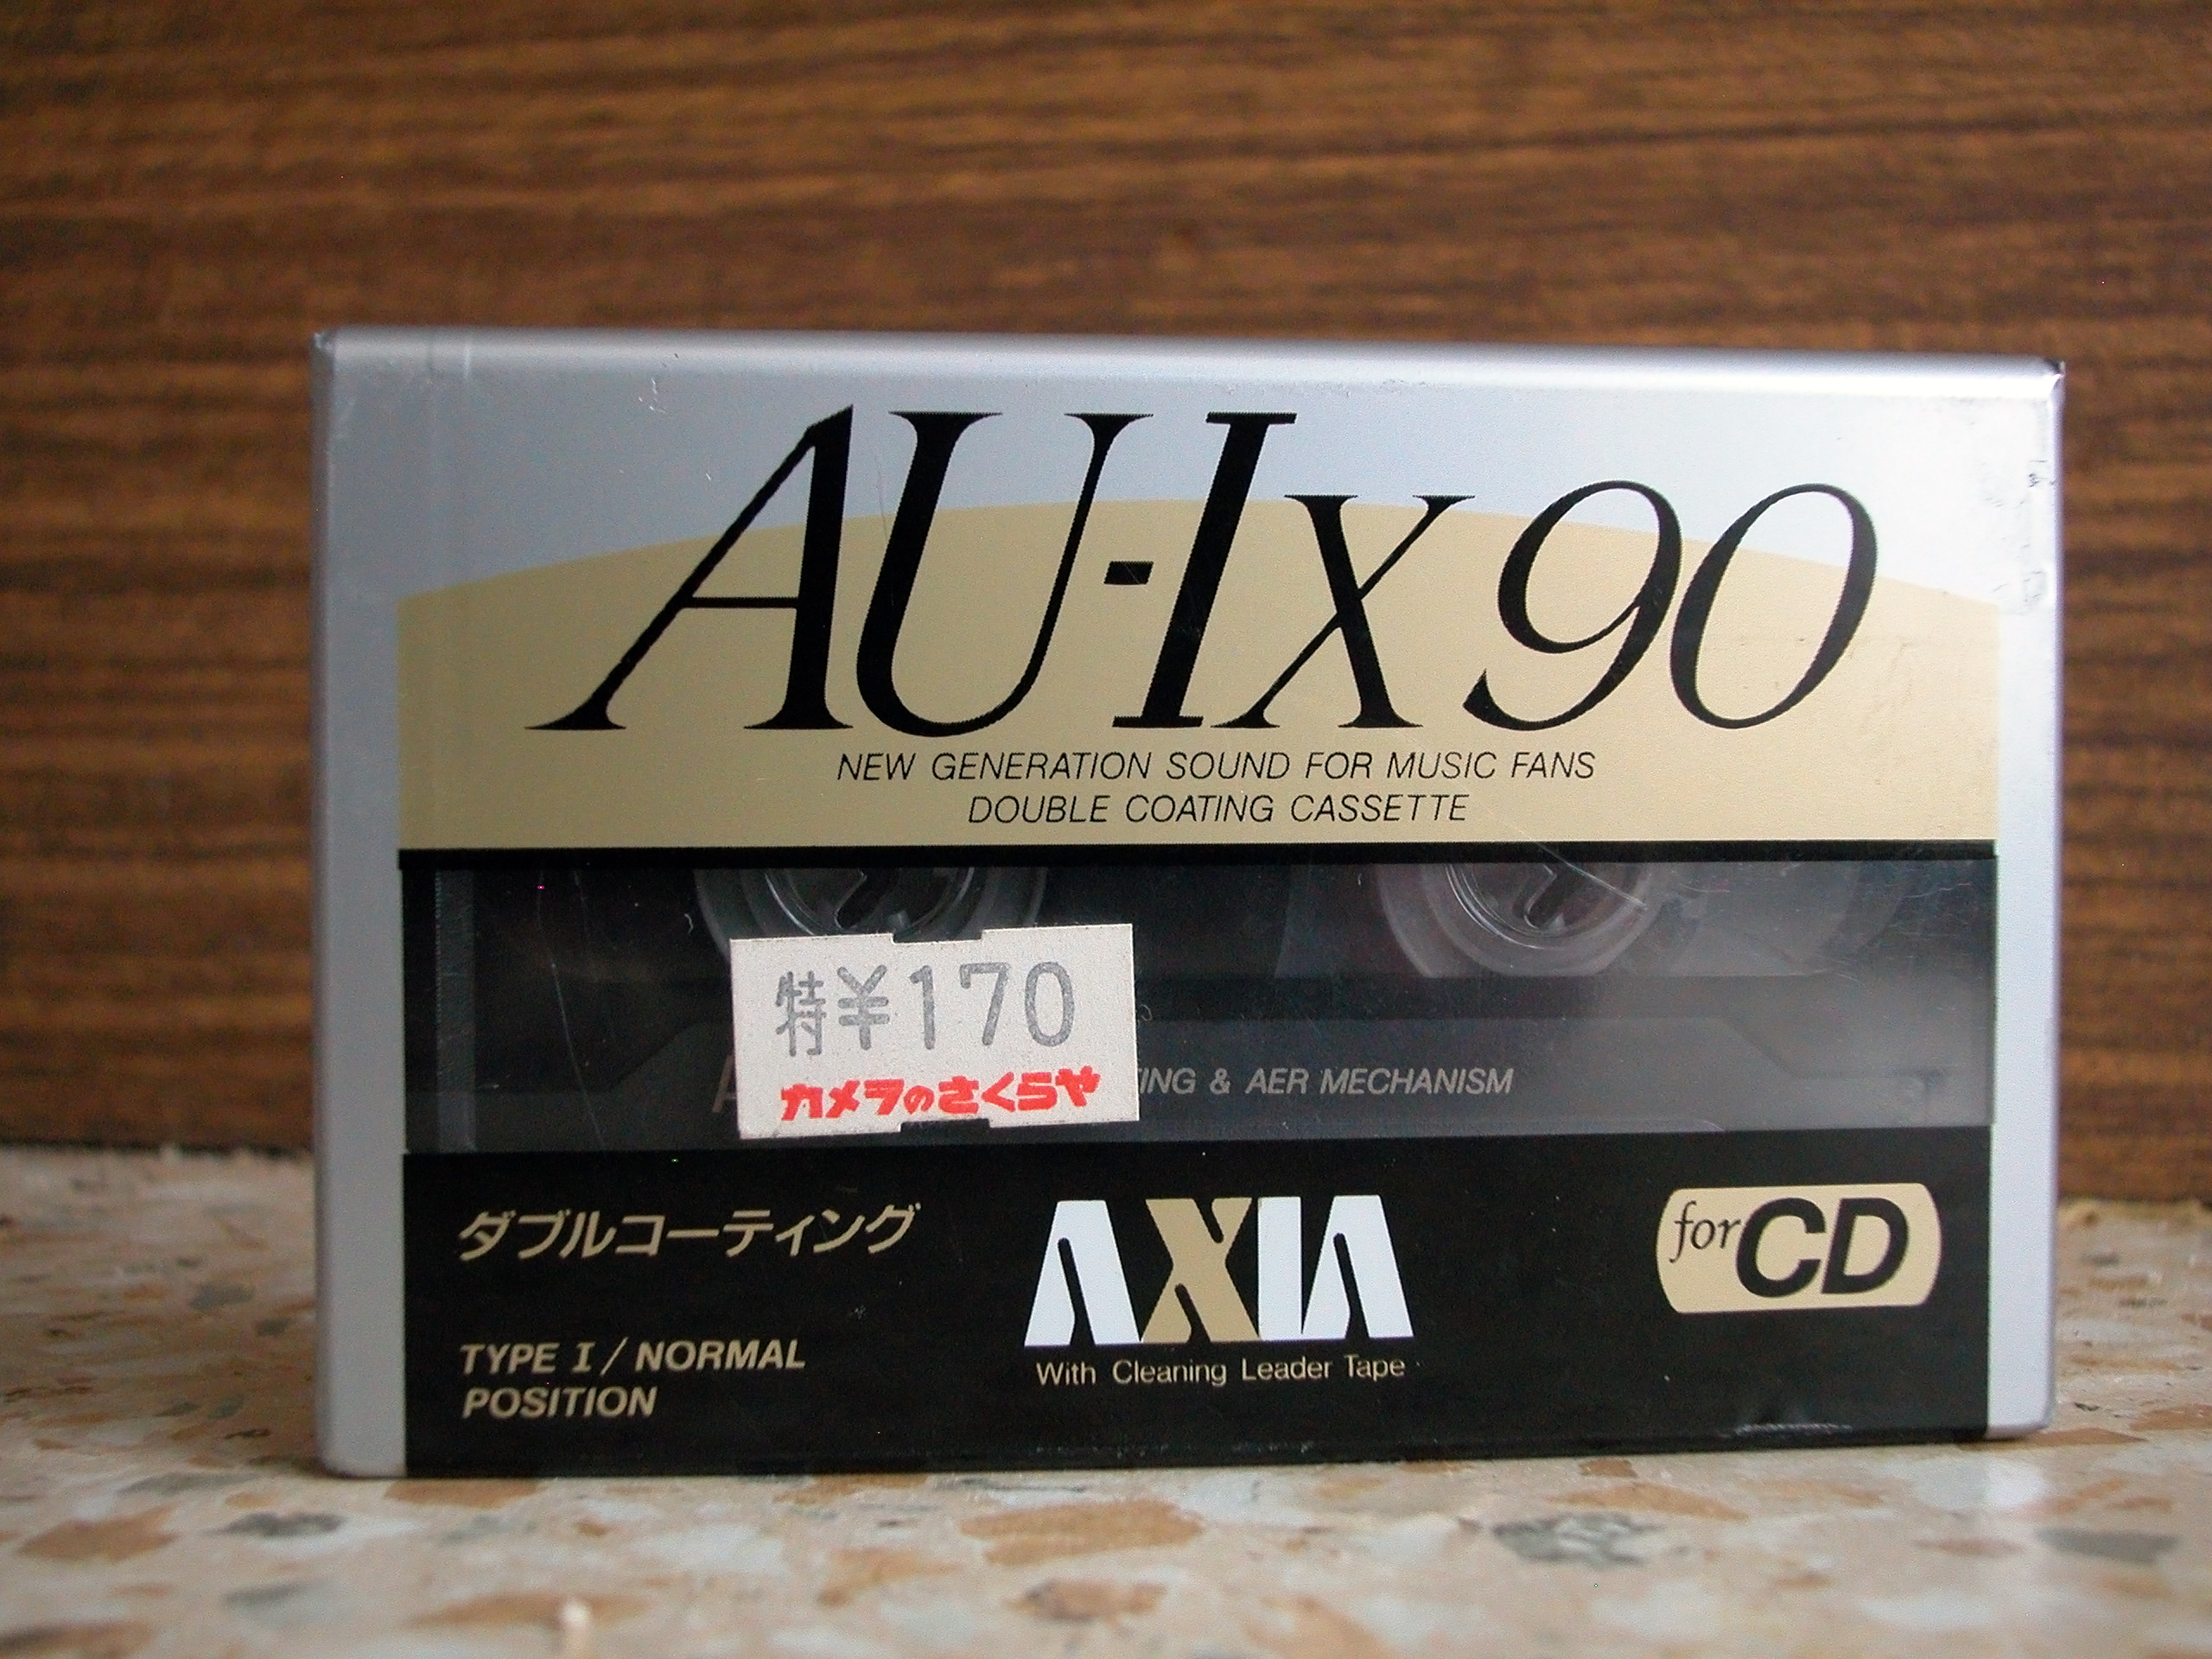 AU-Ix 90
NEW GENERATION SOUND FOR MUSIC FANS
DOUBLE COATING CASSETTE
特¥170
カメラのさくらや
& AER MECHANISM
ダブルコーティング
TYPE I / NORMAL
POSITION
AXIA
With Cleaning Leader Tape
for CD